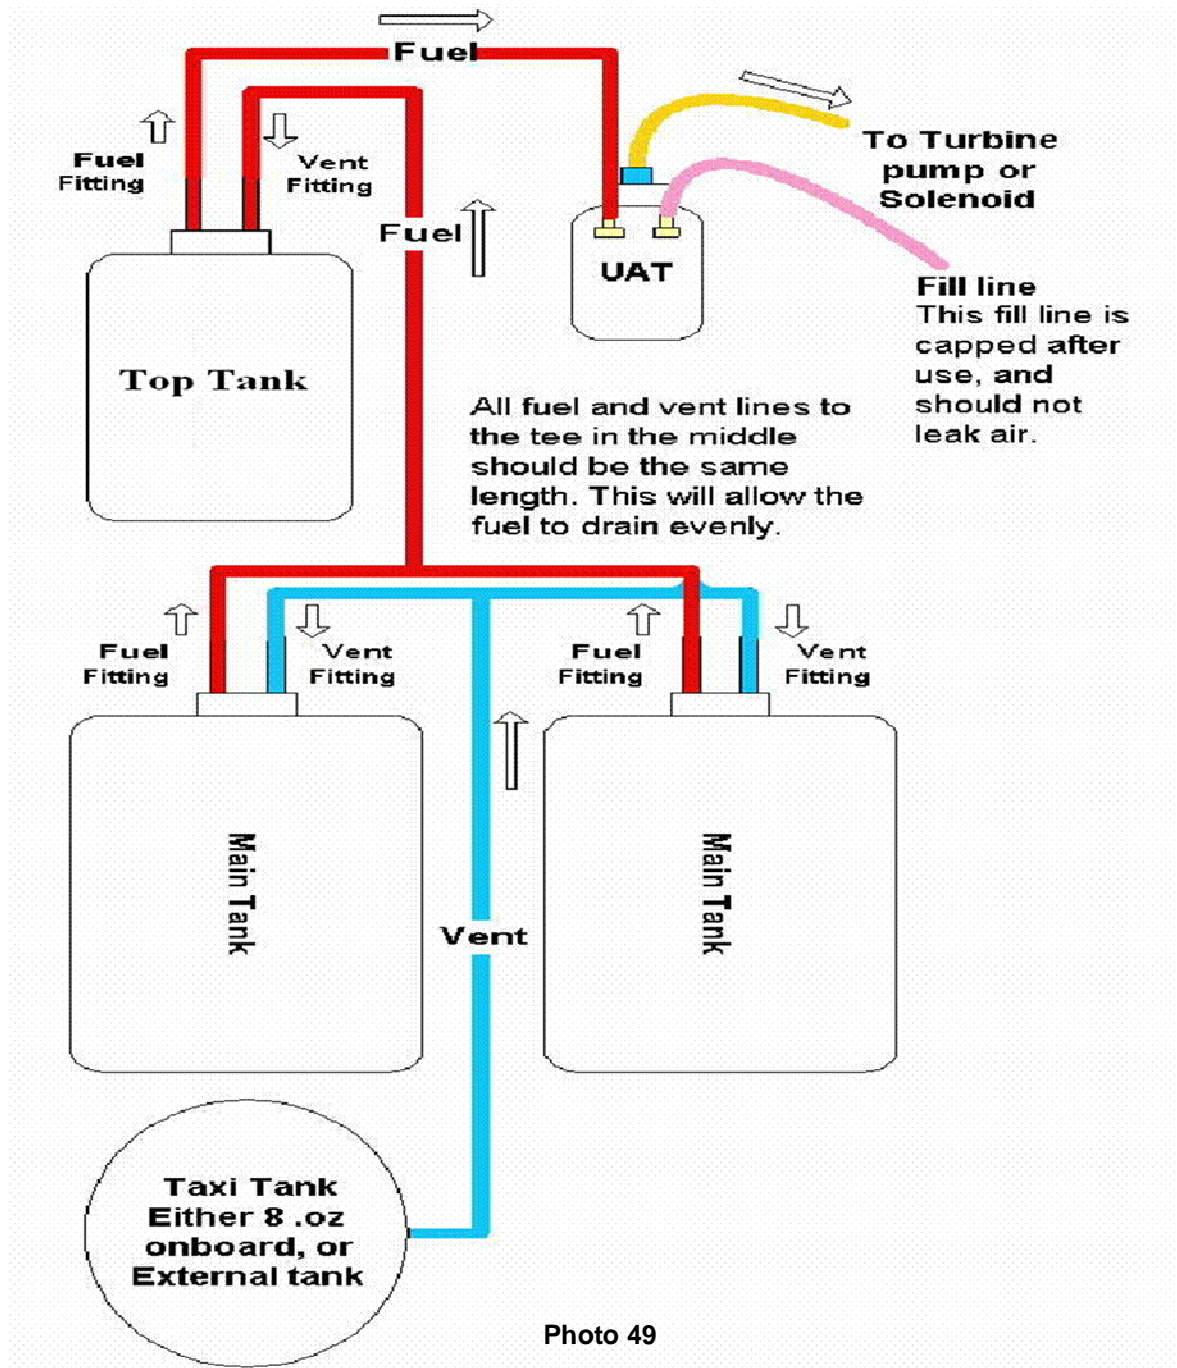 Fuel
Fuel
Fitting
Vent
Fitting
To Turbine
pump or
Solenoid
Fuel
UAT
Fill line
This fill line is
capped after
use, and
should not
leak air.
Top Tank
All fuel and vent lines to
the tee in the middle
should be the same
length. This will allow the
fuel to drain evenly.
Fuel
Fitting
Vent
Fitting
Fuel
Fitting
Vent
Fitting
Main Tank
Main Tank
Vent
Taxi Tank
Either 8 .oz
onboard, or
External tank
Photo 49